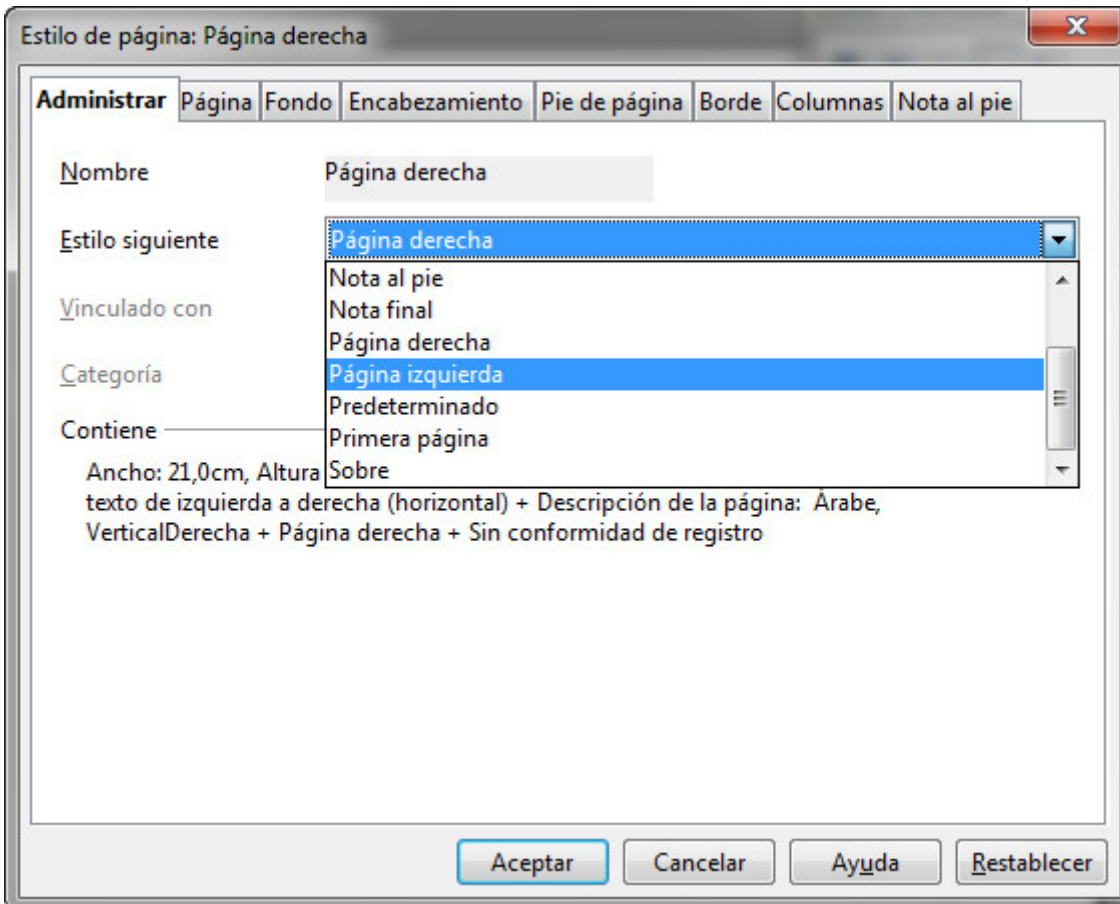 Estilo de página: Página derecha
Administrar Página Fondo Encabezamiento Pie de página Borde Columnas Nota al pie
Nombre Página derecha
Estilo siguiente Página derecha
Nota al pie
Vinculado con Nota final
Página derecha
Categoría Página izquierda
Predeterminado
Contiene Primera página
Ancho: 21,0cm, Altura Sobre
texto de izquierda a derecha (horizontal) + Descripción de la página: Árabe,
VerticalDerecha + Página derecha + Sin conformidad de registro
Aceptar Cancelar Ayuda Restablecer